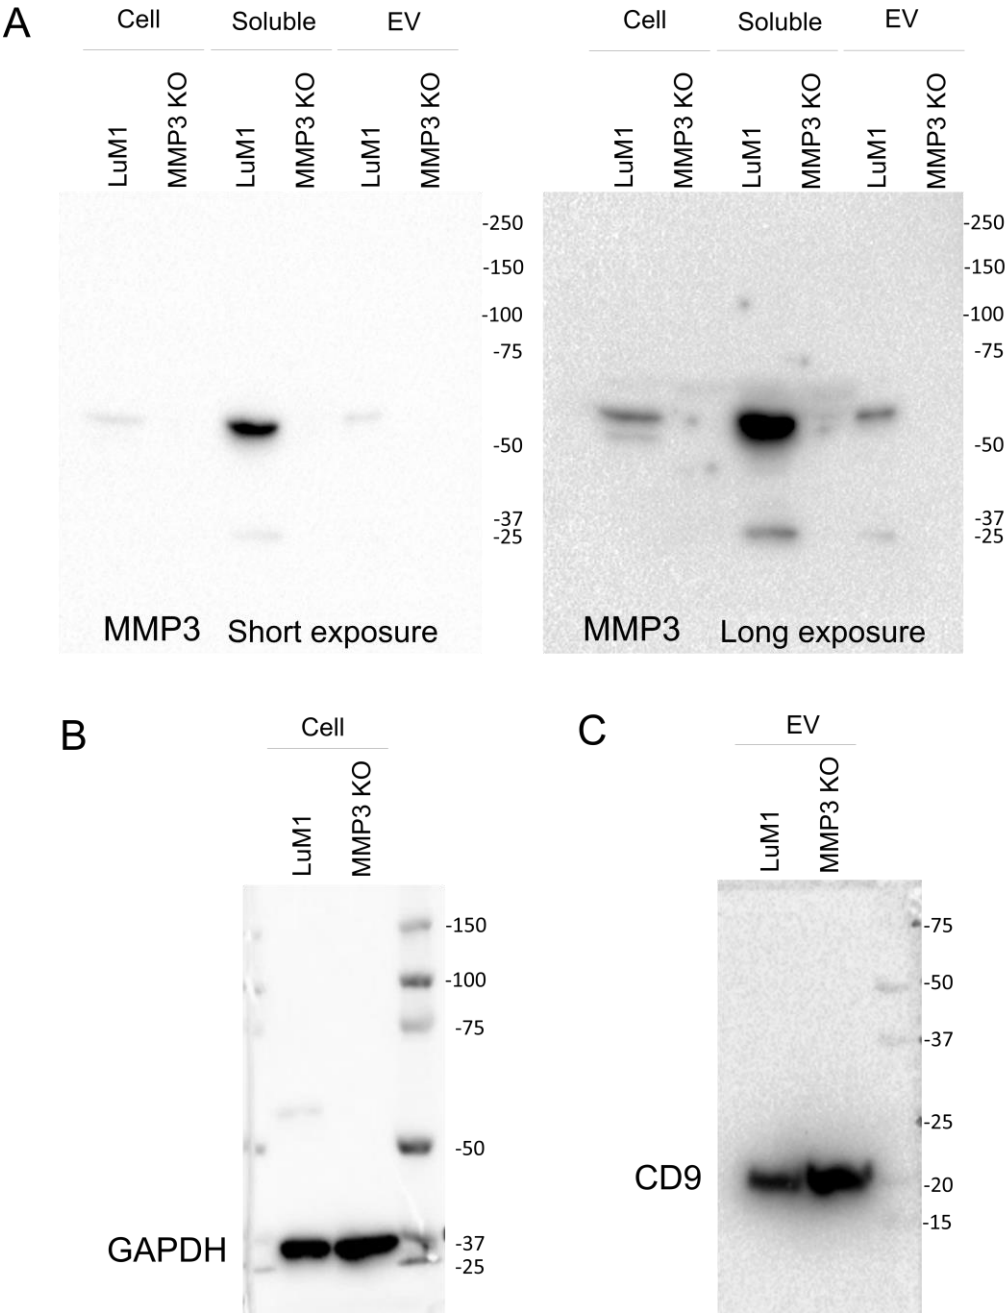 A
Cell Soluble EV
LuM1 MMP3 KO LuM1 MMP3 KO LuM1 MMP3 KO
-250
-150
-100
-75
-50
-37
-25
MMP3 Short exposure
Cell Soluble EV
LuM1 MMP3 KO LuM1 MMP3 KO LuM1 MMP3 KO
-250
-150
-100
-75
-50
-37
-25
MMP3 Long exposure
B
Cell
LuM1 MMP3 KO
-150
-100
-75
-50
-37
-25
GAPDH
C
EV
LuM1 MMP3 KO
-75
-50
-37
-25
-20
-15
CD9